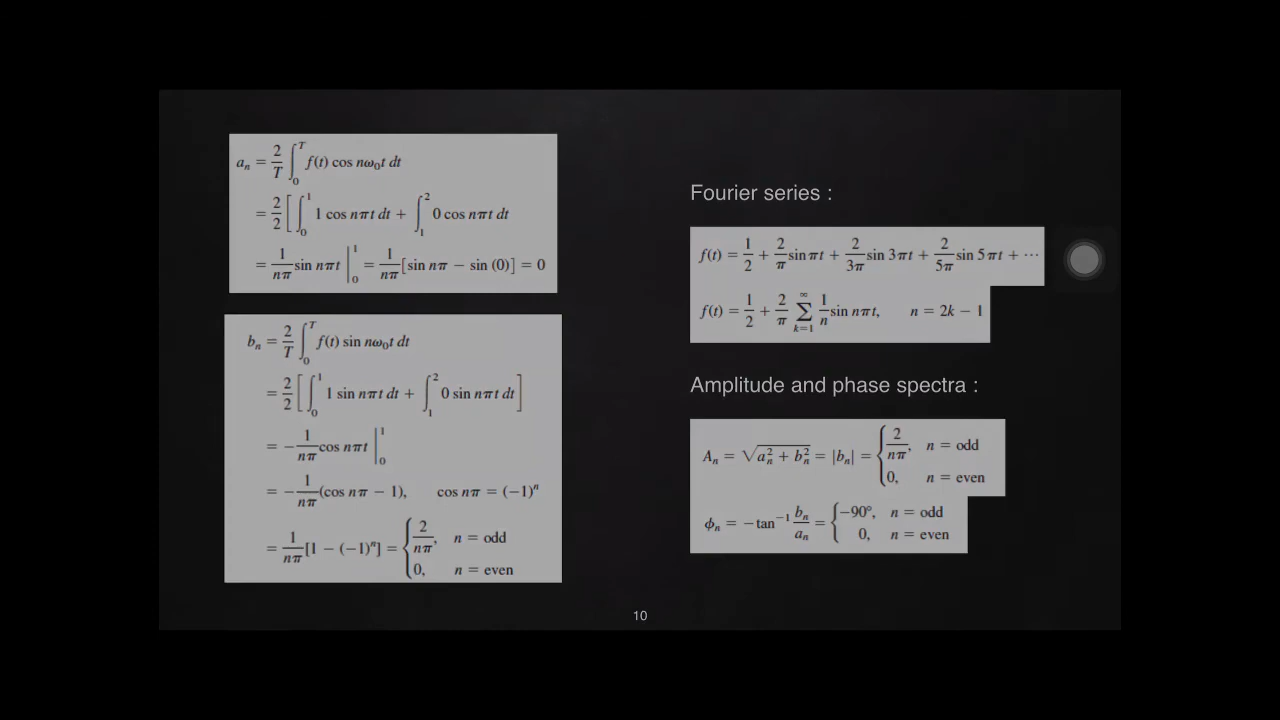 aₙ = 2/T ∫₀ᵀ f(t) cos nω₀t dt
= 2/2 [ ∫₀¹ 1 cos nπt dt + ∫₁² 0 cos nπt dt
= 1/nπ sin nπt |₀¹ = 1/nπ [sin nπ − sin (0)] = 0
bₙ = 2/T ∫₀ᵀ f(t) sin nω₀t dt
= 2/2 [ ∫₀¹ 1 sin nπt dt + ∫₁² 0 sin nπt dt ]
= −1/nπ cos nπt |₀¹
= −1/nπ (cos nπ − 1), cos nπ = (−1)ⁿ
= 1/nπ [1 − (−1)ⁿ] = { 2/nπ, n = odd
0, n = even
Fourier series :
f(t) = 1/2 + 2/π sin πt + 2/3π sin 3πt + 2/5π sin 5πt + ⋯
f(t) = 1/2 + 2/π ∑ₖ₌₁^∞ 1/n sin nπt, n = 2k − 1
Amplitude and phase spectra :
Aₙ = √(aₙ² + bₙ²) = |bₙ| = { 2/nπ, n = odd
0, n = even
ϕₙ = −tan⁻¹ bₙ/aₙ = { −90°, n = odd
0, n = even
10